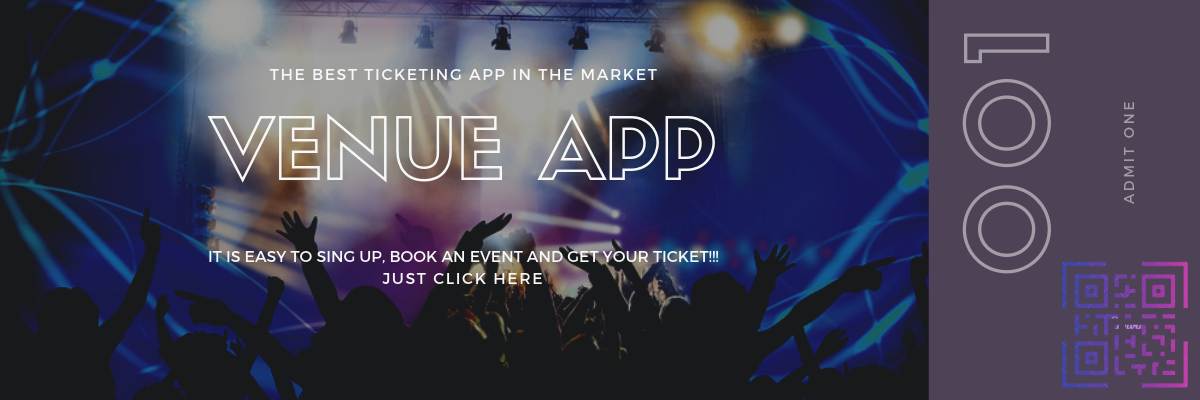 THE BEST TICKETING APP IN THE MARKET
VENUE APP
IT IS EASY TO SING UP, BOOK AN EVENT AND GET YOUR TICKET!!!
JUST CLICK HERE
001
ADMIT ONE